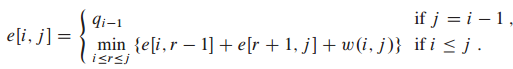 e[i, j] = { q_{i−1} if j = i − 1 ,
min_{i≤r≤j} {e[i, r − 1] + e[r + 1, j] + w(i, j)} if i ≤ j .